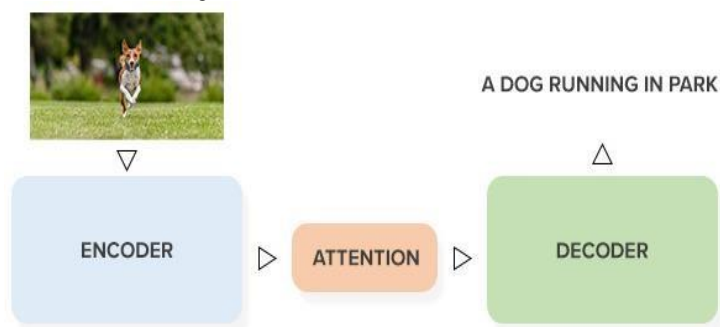 A DOG RUNNING IN PARK
ENCODER
ATTENTION
DECODER